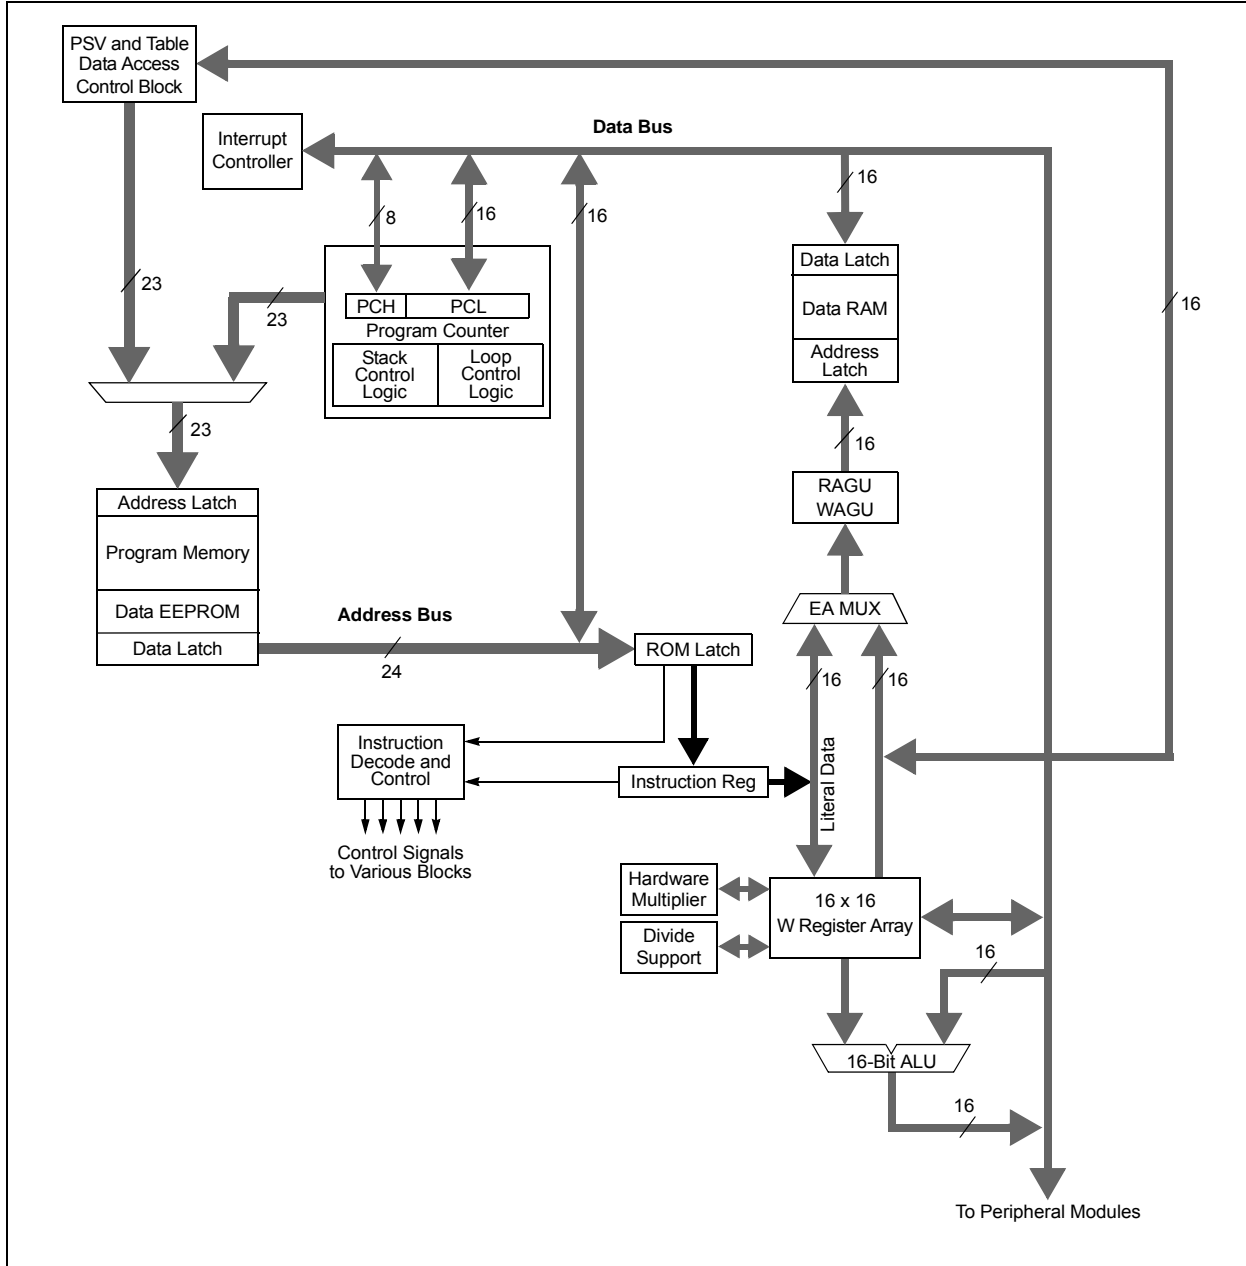 PSV and Table
Data Access
Control Block
Interrupt
Controller
Data Bus
8
16
16
16
16
Data Latch
Data RAM
Address
Latch
23
23
PCH
PCL
Program Counter
Stack
Control
Logic
Loop
Control
Logic
23
16
RAGU
WAGU
Address Latch
Program Memory
Data EEPROM
Data Latch
Address Bus
24
EA MUX
ROM Latch
16
16
Instruction
Decode and
Control
Instruction Reg
Literal Data
Control Signals
to Various Blocks
Hardware
Multiplier
Divide
Support
16 x 16
W Register Array
16
16-Bit ALU
16
To Peripheral Modules